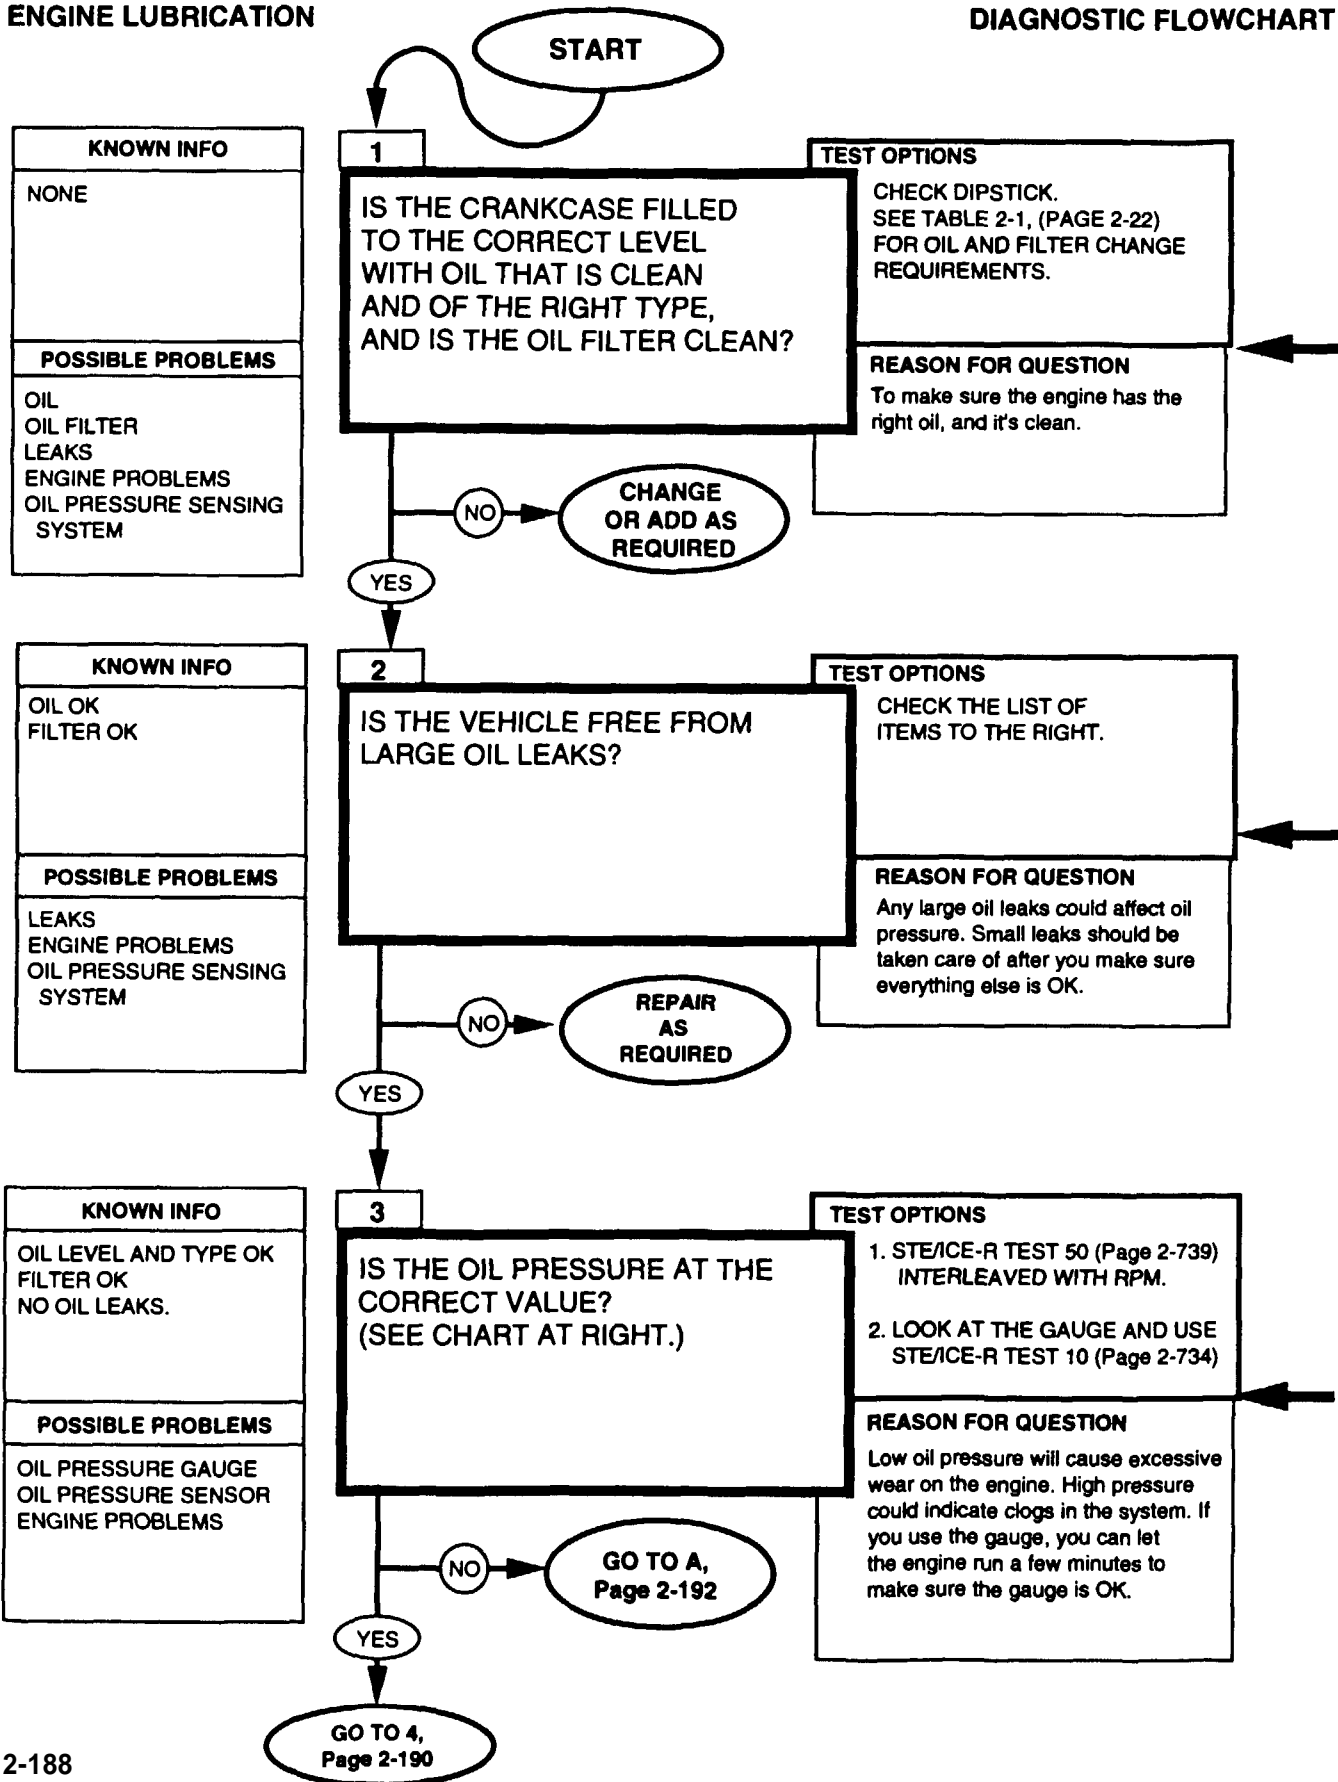 ENGINE LUBRICATION
DIAGNOSTIC FLOWCHART
START
KNOWN INFO
NONE
POSSIBLE PROBLEMS
OIL
OIL FILTER
LEAKS
ENGINE PROBLEMS
OIL PRESSURE SENSING
SYSTEM
1
IS THE CRANKCASE FILLED
TO THE CORRECT LEVEL
WITH OIL THAT IS CLEAN
AND OF THE RIGHT TYPE,
AND IS THE OIL FILTER CLEAN?
TEST OPTIONS
CHECK DIPSTICK.
SEE TABLE 2-1, (PAGE 2-22)
FOR OIL AND FILTER CHANGE
REQUIREMENTS.
REASON FOR QUESTION
To make sure the engine has the
right oil, and it's clean.
NO
CHANGE
OR ADD AS
REQUIRED
YES
KNOWN INFO
OIL OK
FILTER OK
POSSIBLE PROBLEMS
LEAKS
ENGINE PROBLEMS
OIL PRESSURE SENSING
SYSTEM
2
IS THE VEHICLE FREE FROM
LARGE OIL LEAKS?
TEST OPTIONS
CHECK THE LIST OF
ITEMS TO THE RIGHT.
REASON FOR QUESTION
Any large oil leaks could affect oil
pressure. Small leaks should be
taken care of after you make sure
everything else is OK.
NO
REPAIR
AS
REQUIRED
YES
KNOWN INFO
OIL LEVEL AND TYPE OK
FILTER OK
NO OIL LEAKS.
POSSIBLE PROBLEMS
OIL PRESSURE GAUGE
OIL PRESSURE SENSOR
ENGINE PROBLEMS
3
IS THE OIL PRESSURE AT THE
CORRECT VALUE?
(SEE CHART AT RIGHT.)
TEST OPTIONS
1. STE/ICE-R TEST 50 (Page 2-739)
INTERLEAVED WITH RPM.
2. LOOK AT THE GAUGE AND USE
STE/ICE-R TEST 10 (Page 2-734)
REASON FOR QUESTION
Low oil pressure will cause excessive
wear on the engine. High pressure
could indicate clogs in the system. If
you use the gauge, you can let
the engine run a few minutes to
make sure the gauge is OK.
NO
GO TO A,
Page 2-192
YES
GO TO 4,
Page 2-190
2-188